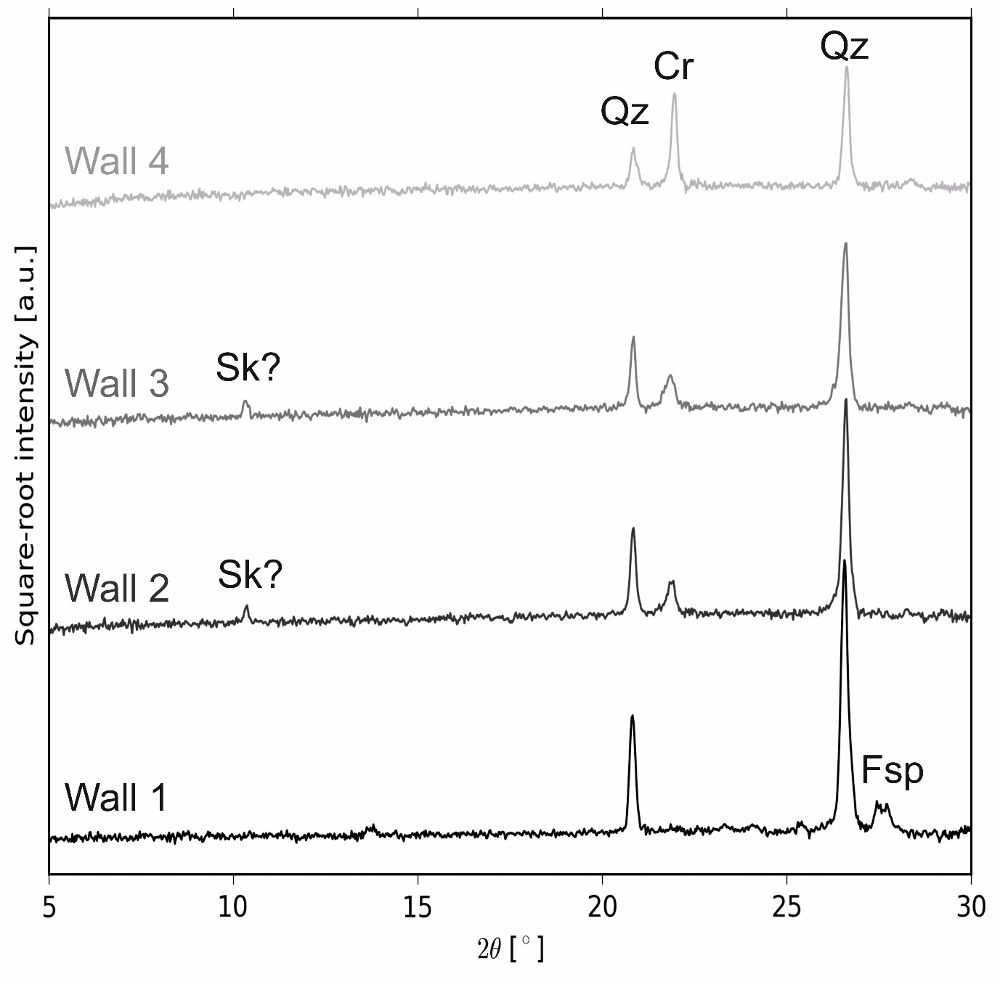 Qz
Cr
Qz
Wall 4
Sk?
Wall 3
Sk?
Wall 2
Fsp
Wall 1
Square-root intensity [a.u.]
5 10 15 20 25 30
2θ [°]